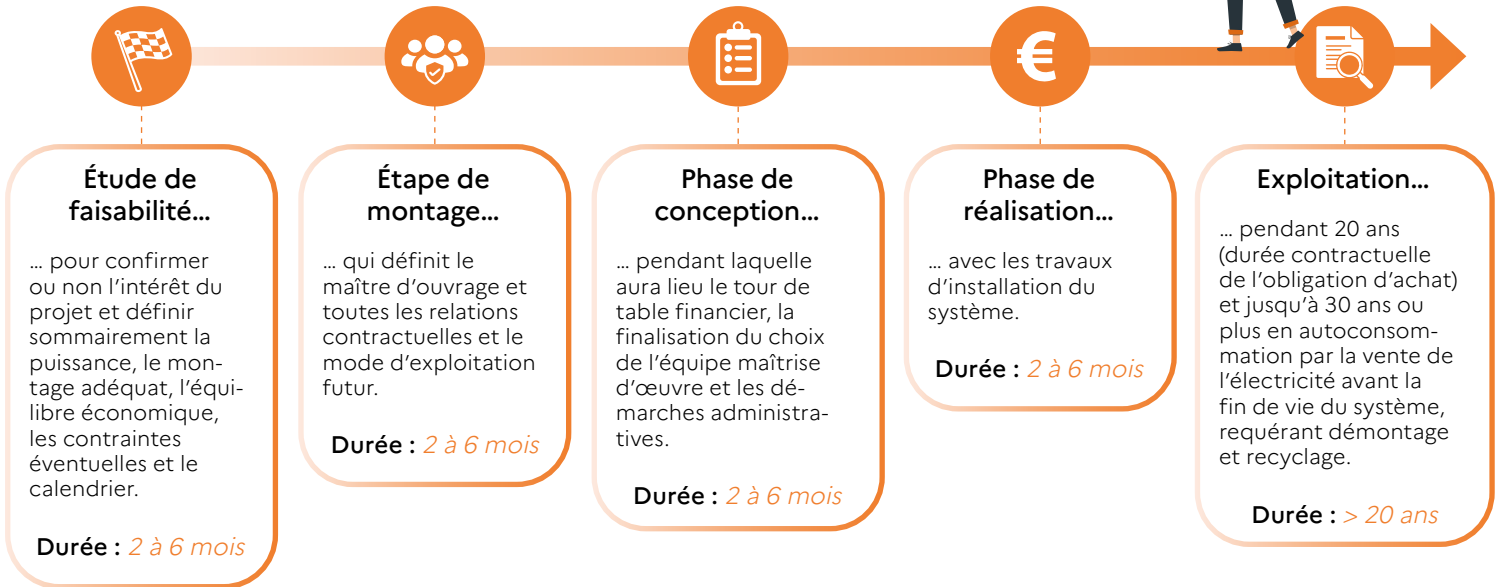 €
Étude de
faisabilité...
... pour confirmer
ou non l'intérêt du
projet et définir
sommairement la
puissance, le mon-
tage adéquat, l'équi-
libre économique,
les contraintes
éventuelles et le
calendrier.
Durée : 2 à 6 mois
Étape de
montage...
... qui définit le
maître d'ouvrage et
toutes les relations
contractuelles et le
mode d'exploitation
futur.
Durée : 2 à 6 mois
Phase de
conception...
... pendant laquelle
aura lieu le tour de
table financier, la
finalisation du choix
de l'équipe maîtrise
d'œuvre et les dé-
marches administra-
tives.
Durée : 2 à 6 mois
Phase de
réalisation...
... avec les travaux
d'installation du
système.
Durée : 2 à 6 mois
Exploitation...
... pendant 20 ans
(durée contractuelle
de l'obligation d'achat)
et jusqu'à 30 ans ou
plus en autoconsom-
mation par la vente de
l'électricité avant la
fin de vie du système,
requérant démontage
et recyclage.
Durée : > 20 ans